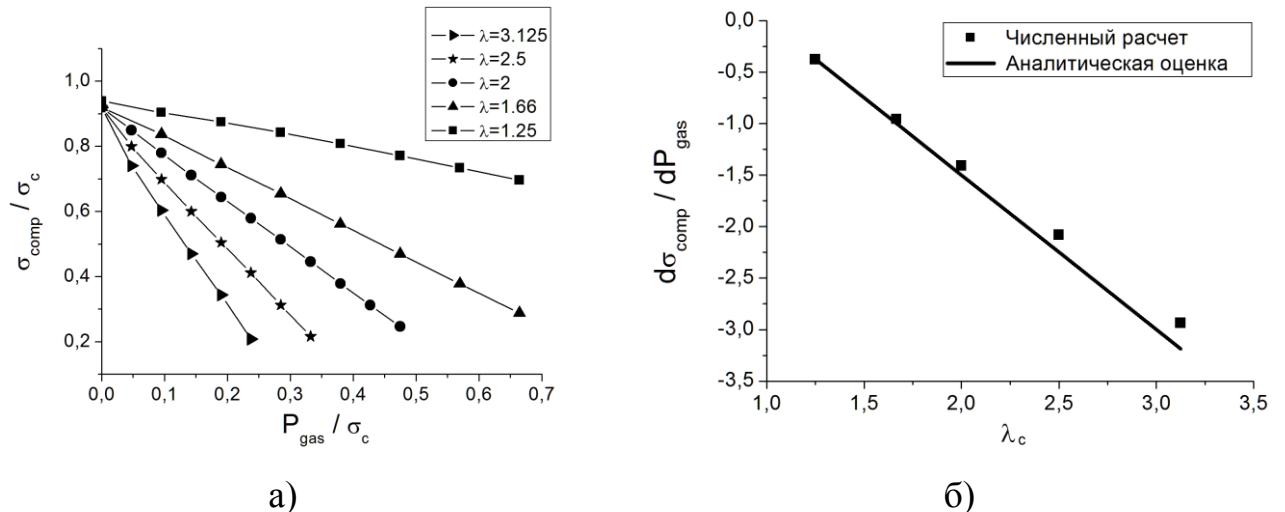 λ=3.125
λ=2.5
λ=2
λ=1.66
λ=1.25
1,0
0,8
0,6
0,4
0,2
σcomp / σc
0,0 0,1 0,2 0,3 0,4 0,5 0,6 0,7
Pgas / σc
а)
Численный расчет
Аналитическая оценка
0,0
-0,5
-1,0
-1,5
-2,0
-2,5
-3,0
-3,5
dσcomp / dPgas
1,0 1,5 2,0 2,5 3,0 3,5
λc
б)